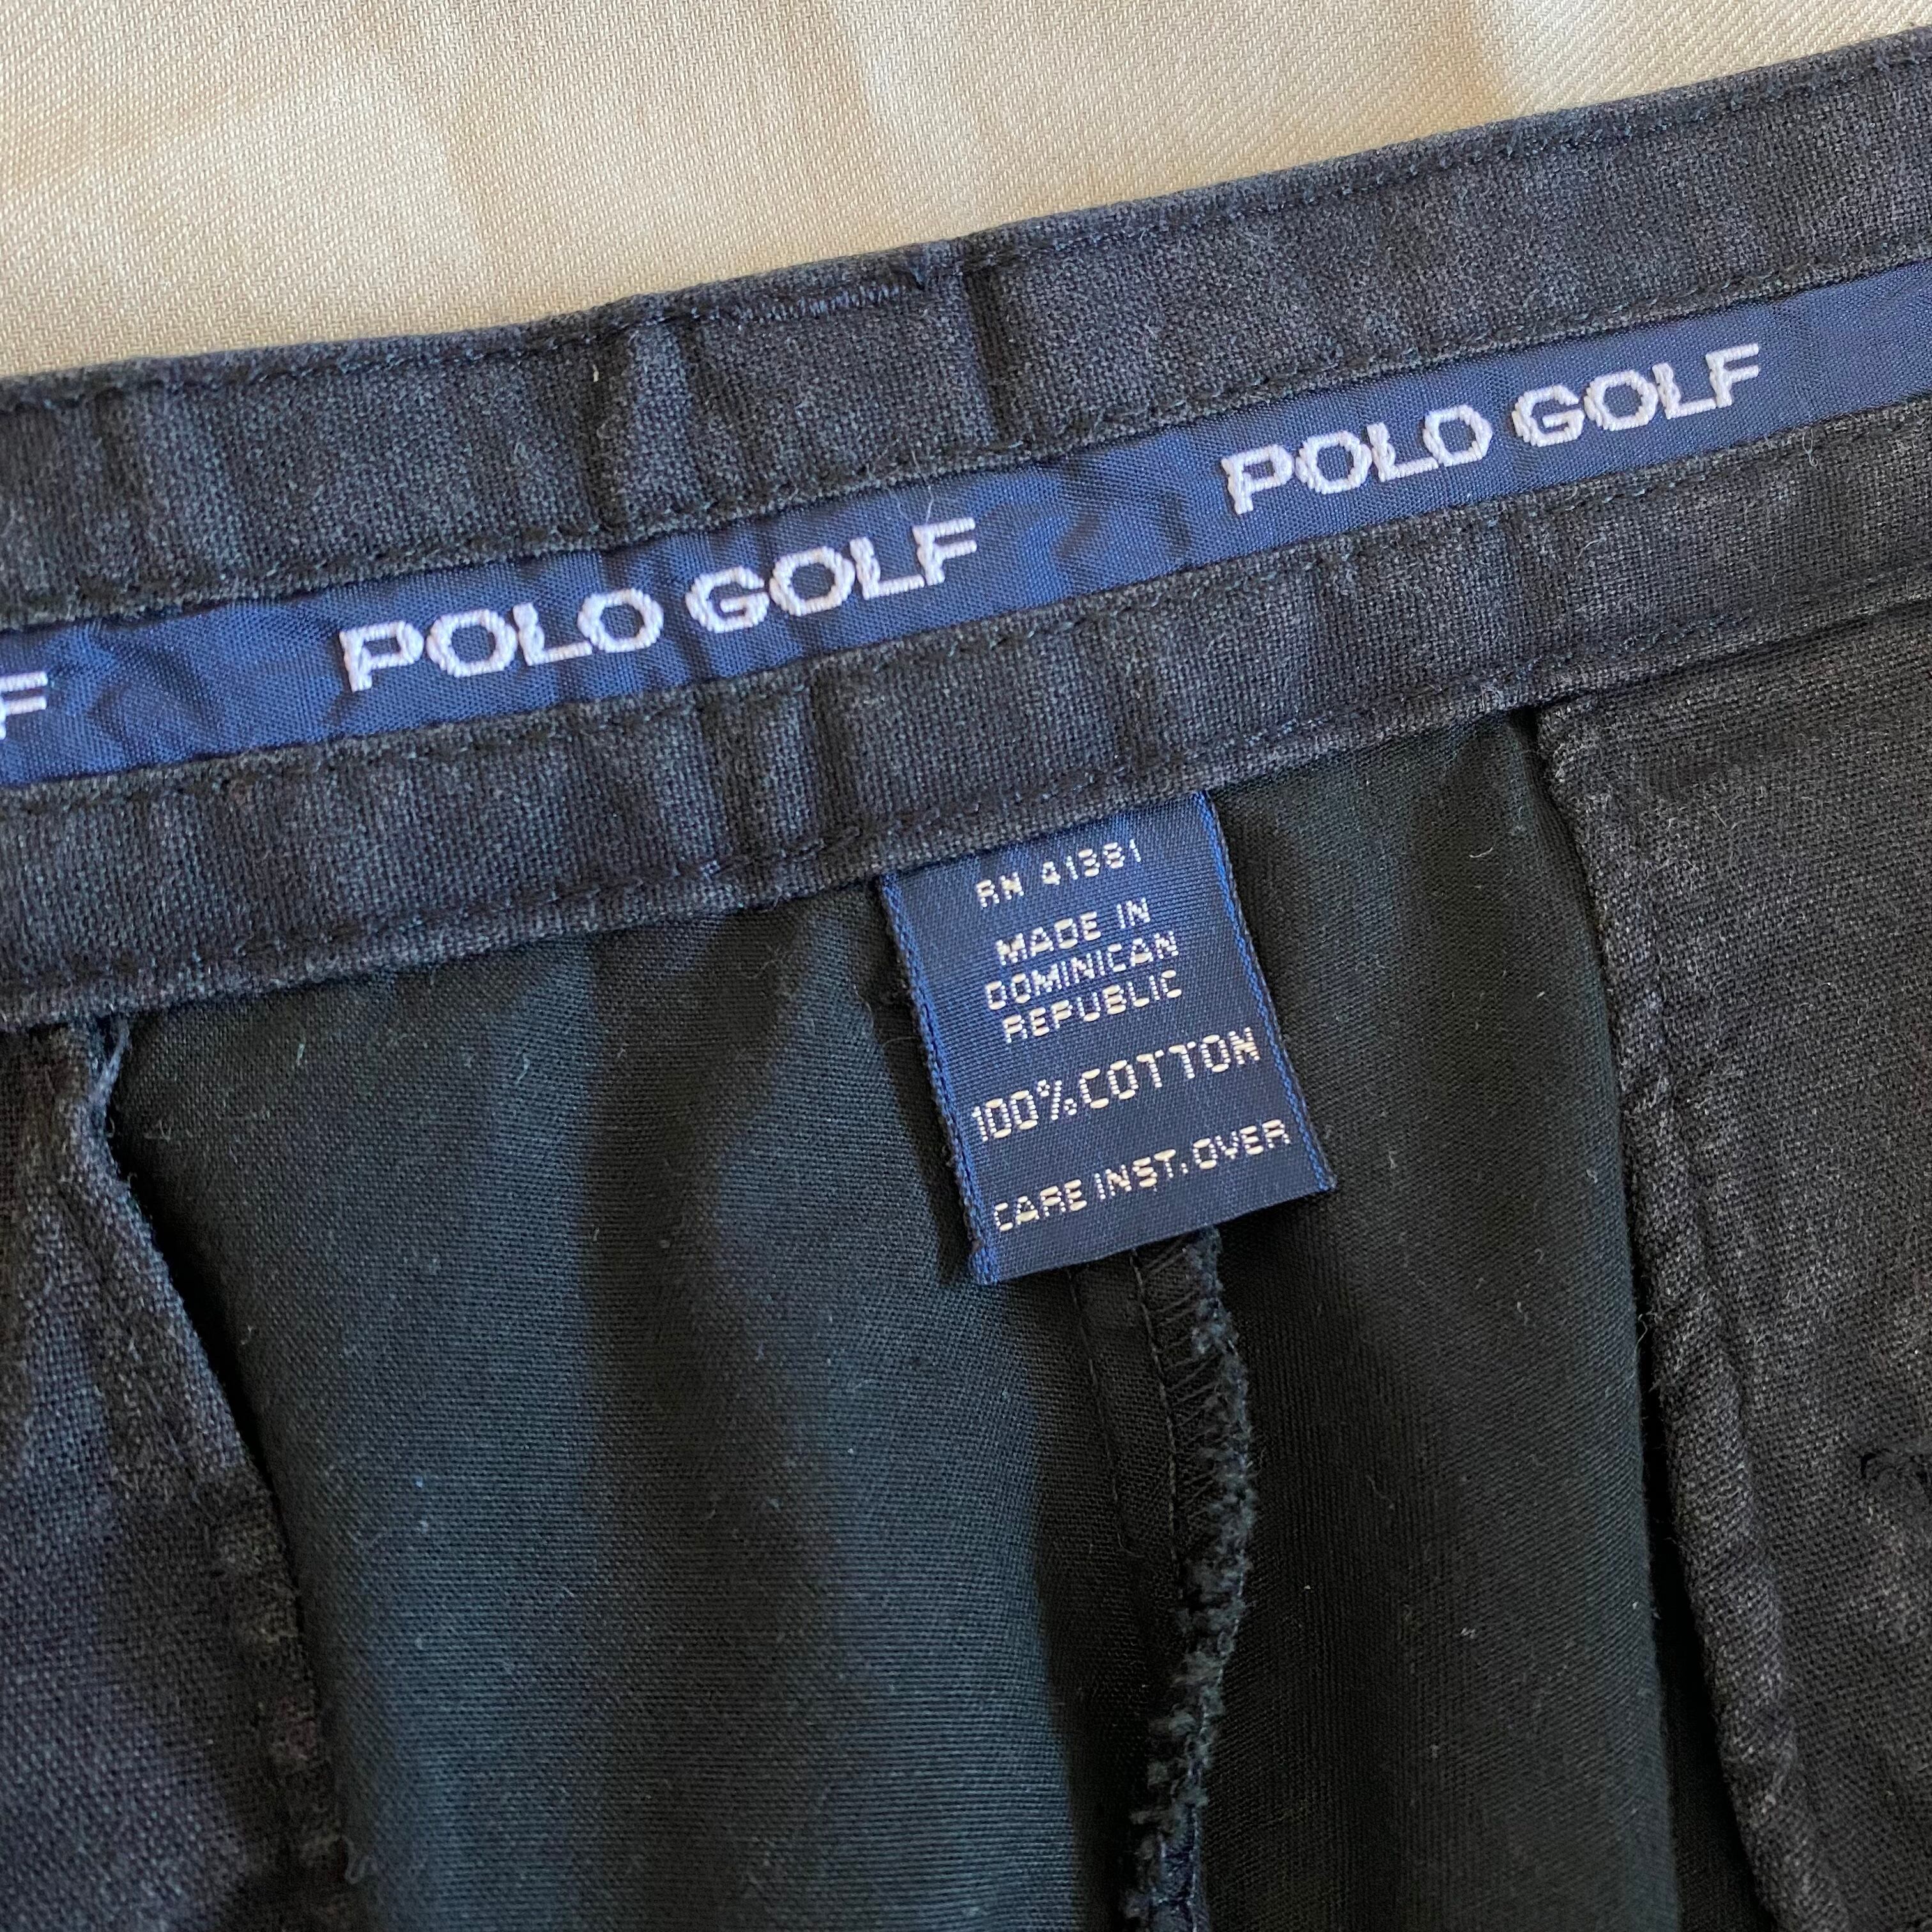 F
POLO GOLF
POLO GOLF
RN 41381
MADE IN
DOMINICAN
REPUBLIC
100% COTTON
CARE INST. OVER